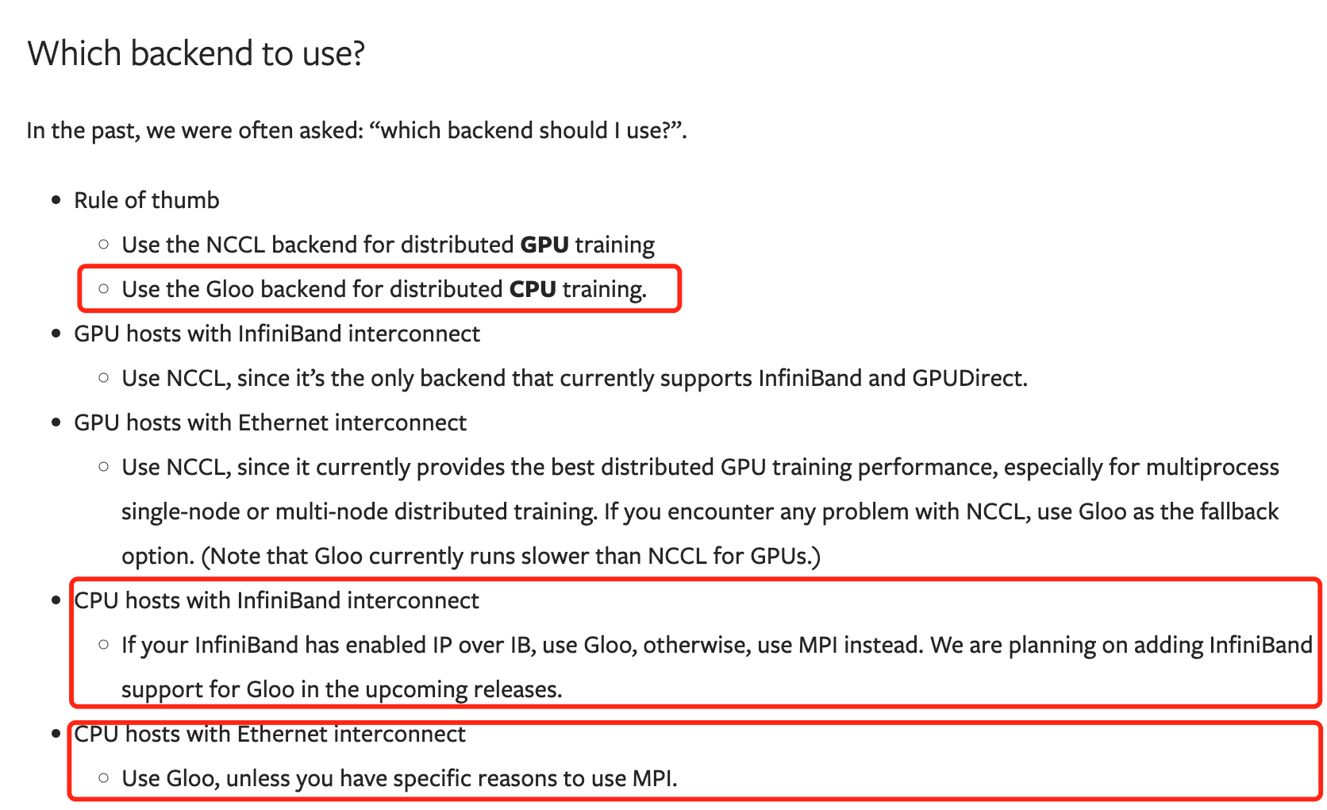 Which backend to use?
In the past, we were often asked: “which backend should I use?”.
• Rule of thumb
○ Use the NCCL backend for distributed GPU training
○ Use the Gloo backend for distributed CPU training.
• GPU hosts with InfiniBand interconnect
○ Use NCCL, since it’s the only backend that currently supports InfiniBand and GPUDirect.
• GPU hosts with Ethernet interconnect
○ Use NCCL, since it currently provides the best distributed GPU training performance, especially for multiprocess
single-node or multi-node distributed training. If you encounter any problem with NCCL, use Gloo as the fallback
option. (Note that Gloo currently runs slower than NCCL for GPUs.)
• CPU hosts with InfiniBand interconnect
○ If your InfiniBand has enabled IP over IB, use Gloo, otherwise, use MPI instead. We are planning on adding InfiniBand
support for Gloo in the upcoming releases.
• CPU hosts with Ethernet interconnect
○ Use Gloo, unless you have specific reasons to use MPI.